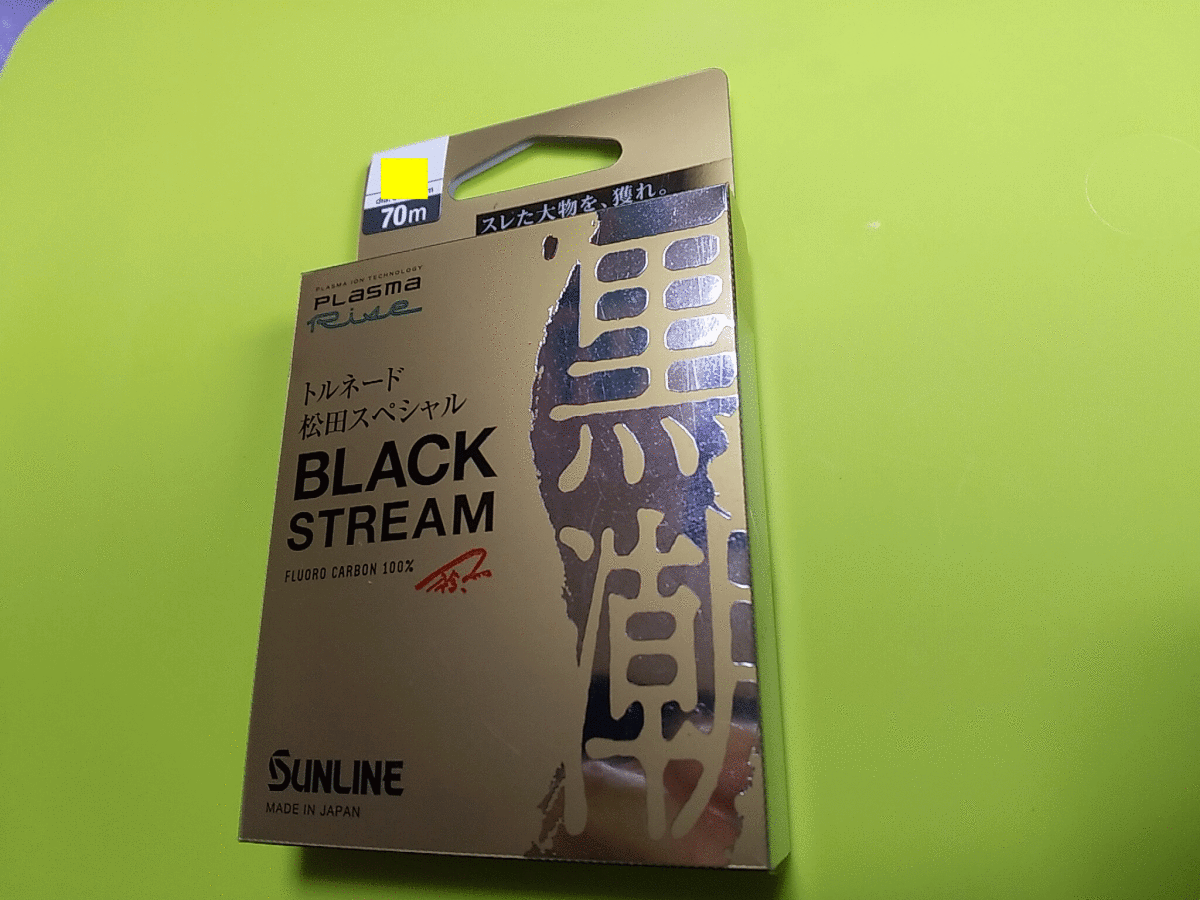 70m
スレた大物を、獲れ。
PLASMA ION TECHNOLOGY
PLASMA
Rise
トルネード
松田スペシャル
BLACK
STREAM
FLUORO CARBON 100%
黒潮
SUNLINE
MADE IN JAPAN